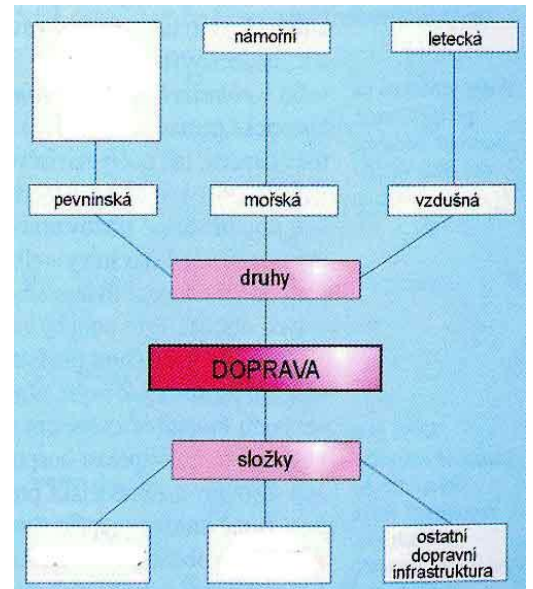 námořní
letecká
pevninská
mořská
vzdušná
druhy
DOPRAVA
složky
ostatní
dopravní
infrastruktura